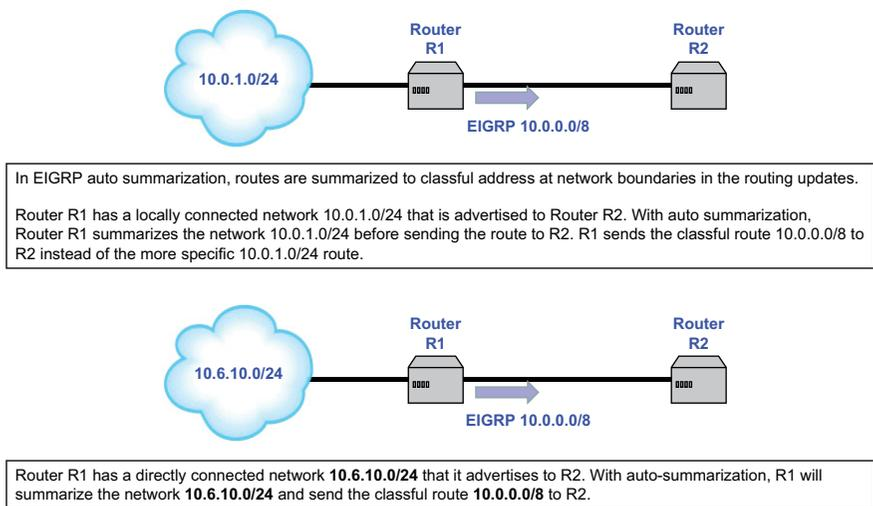 Router
R1
Router
R2
10.0.1.0/24
EIGRP 10.0.0.0/8
In EIGRP auto summarization, routes are summarized to classful address at network boundaries in the routing updates.
Router R1 has a locally connected network 10.0.1.0/24 that is advertised to Router R2. With auto summarization,
Router R1 summarizes the network 10.0.1.0/24 before sending the route to R2. R1 sends the classful route 10.0.0.0/8 to
R2 instead of the more specific 10.0.1.0/24 route.
Router
R1
Router
R2
10.6.10.0/24
EIGRP 10.0.0.0/8
Router R1 has a directly connected network 10.6.10.0/24 that it advertises to R2. With auto-summarization, R1 will
summarize the network 10.6.10.0/24 and send the classful route 10.0.0.0/8 to R2.